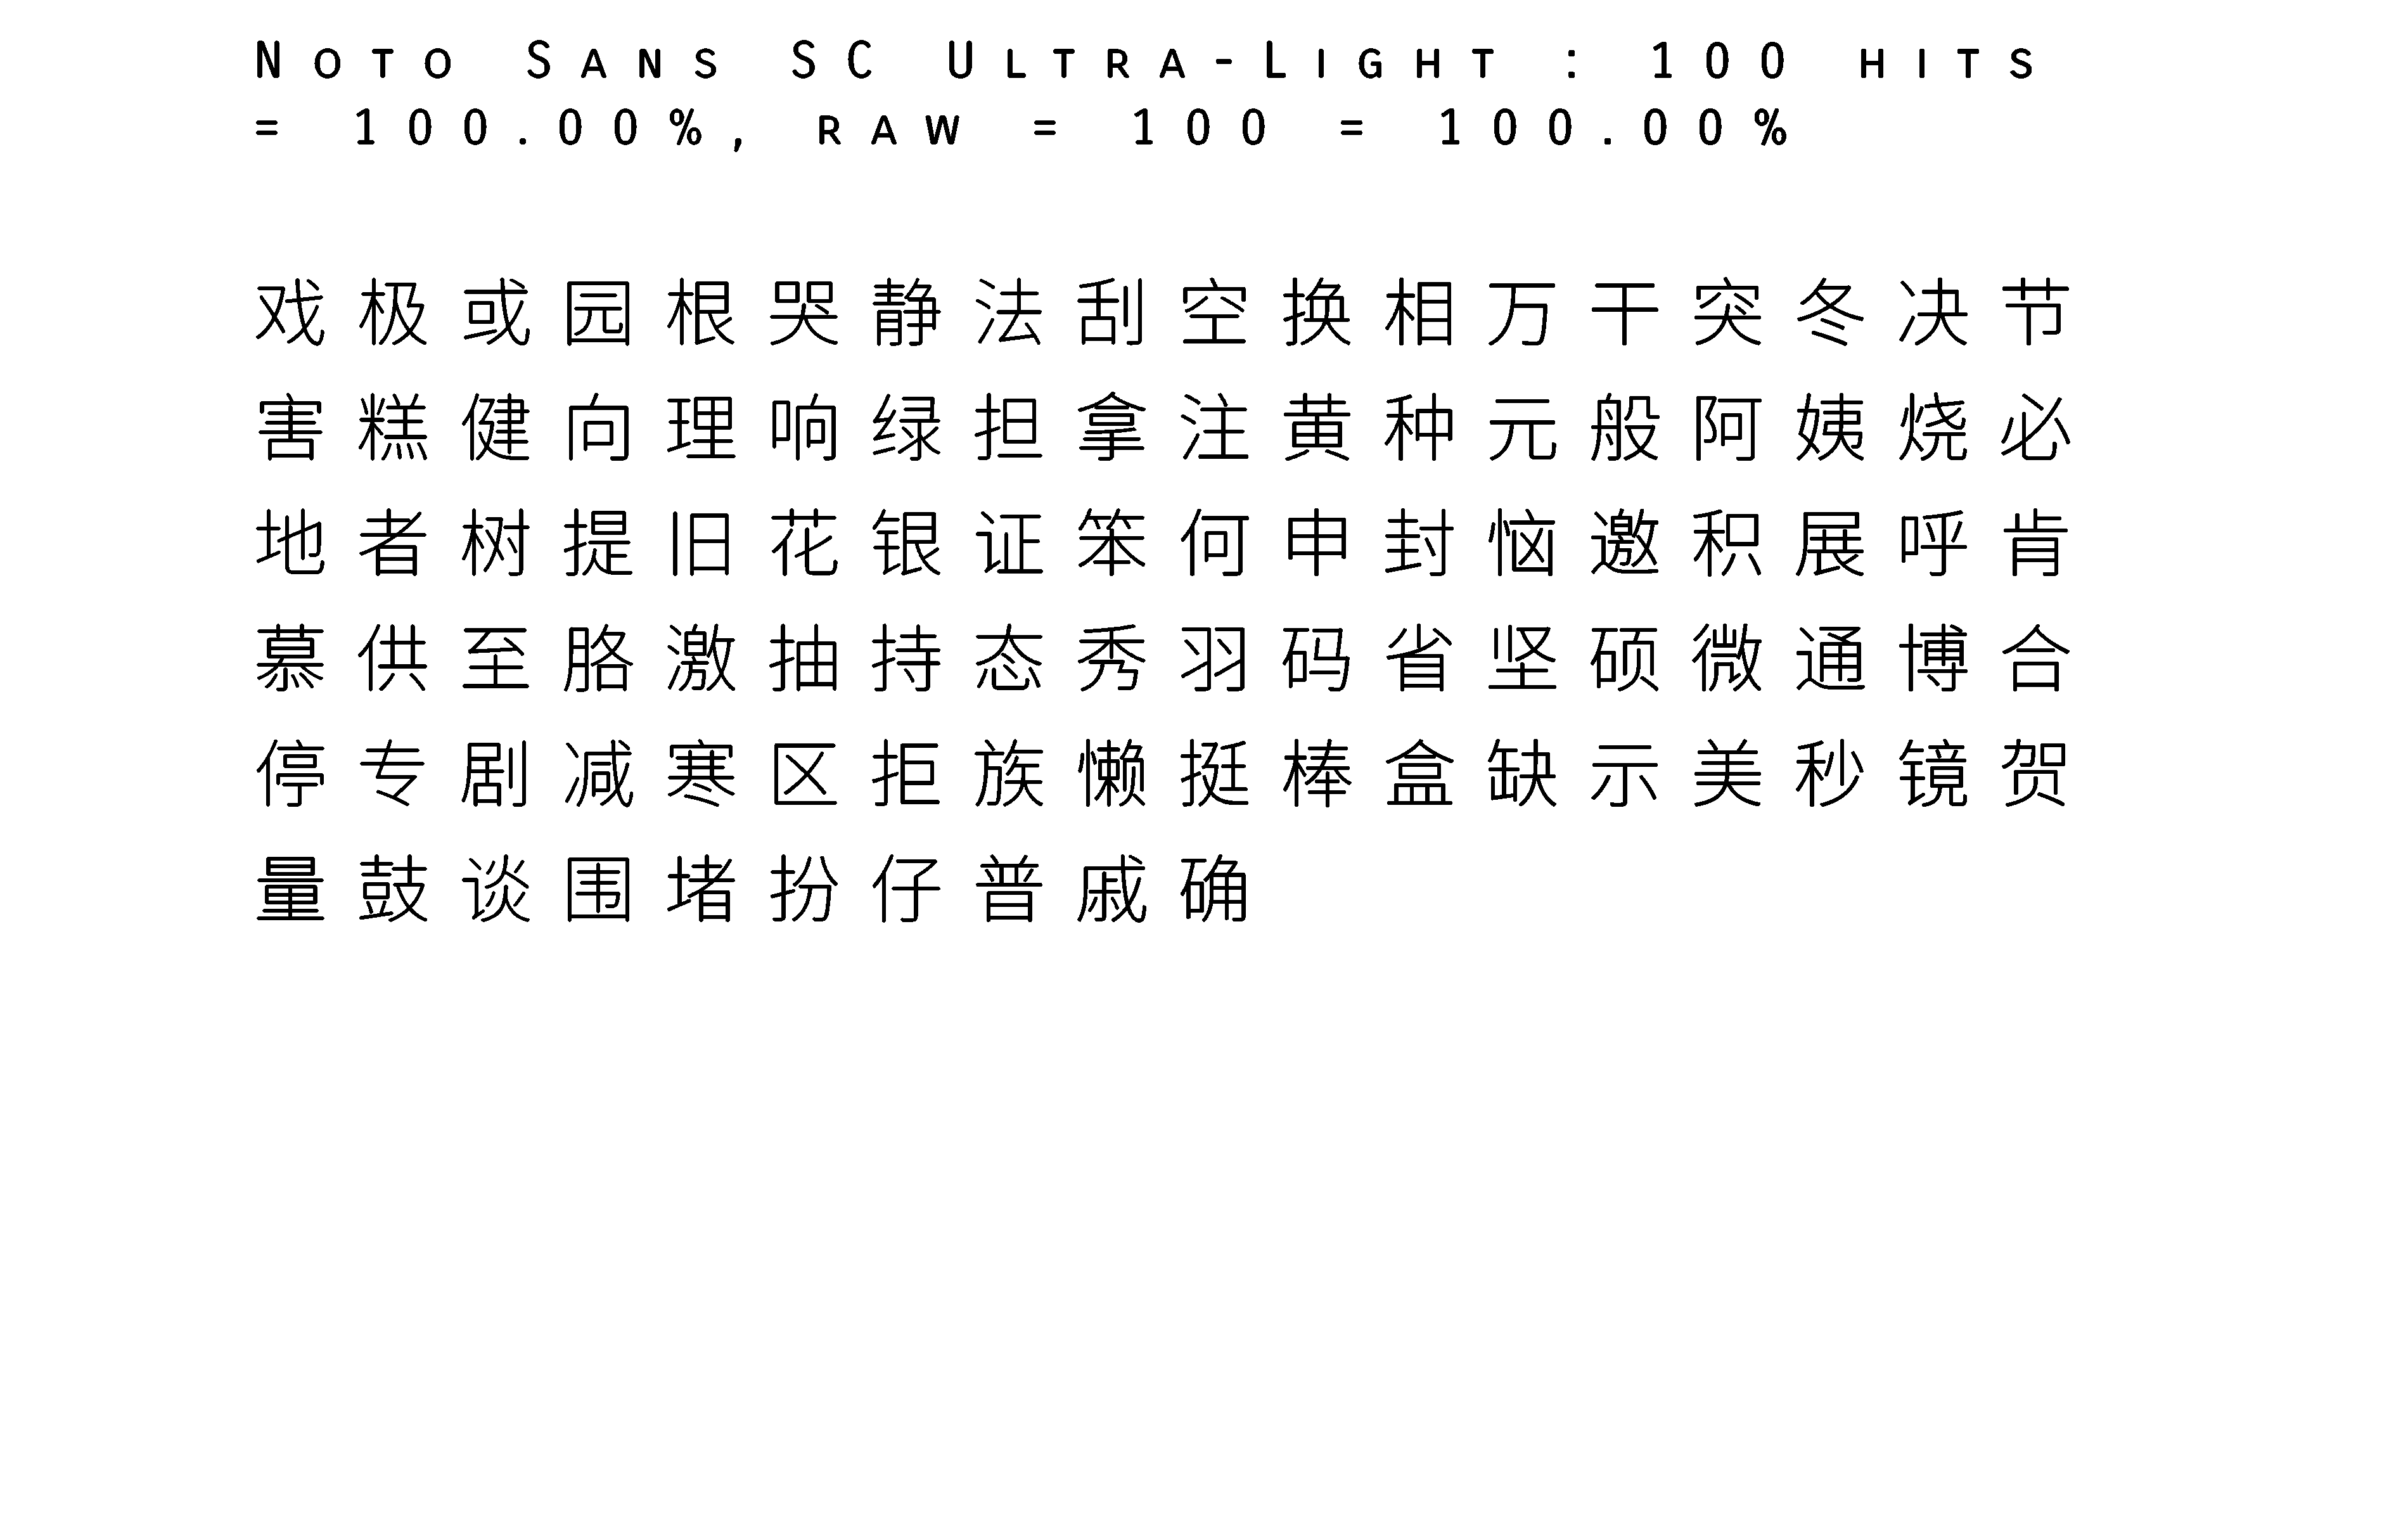 Noto Sans SC Ultra-Light : 100 hits
= 100.00%, raw = 100 = 100.00%
戏极或园根哭静法刮空换相万干突冬决节
害糕健向理响绿担拿注黄种元般阿姨烧必
地者树提旧花银证笨何申封恼邀积展呼肯
慕供至胳激抽持态秀羽码省坚硕微通博合
停专剧减寒区拒族懒挺棒盒缺示美秒镜贺
量鼓谈围堵扮仔普戚确